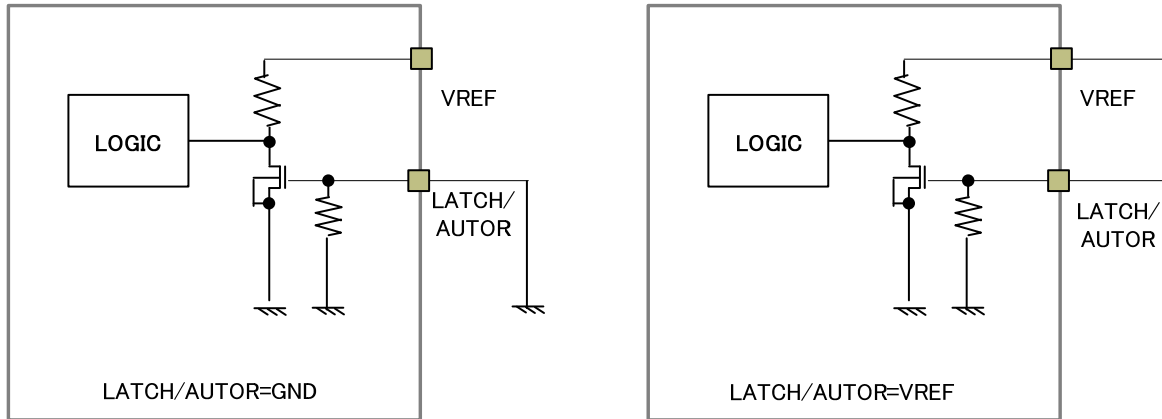 VREF
LOGIC
LATCH/
AUTOR
LATCH/AUTOR=GND
VREF
LOGIC
LATCH/
AUTOR
LATCH/AUTOR=VREF